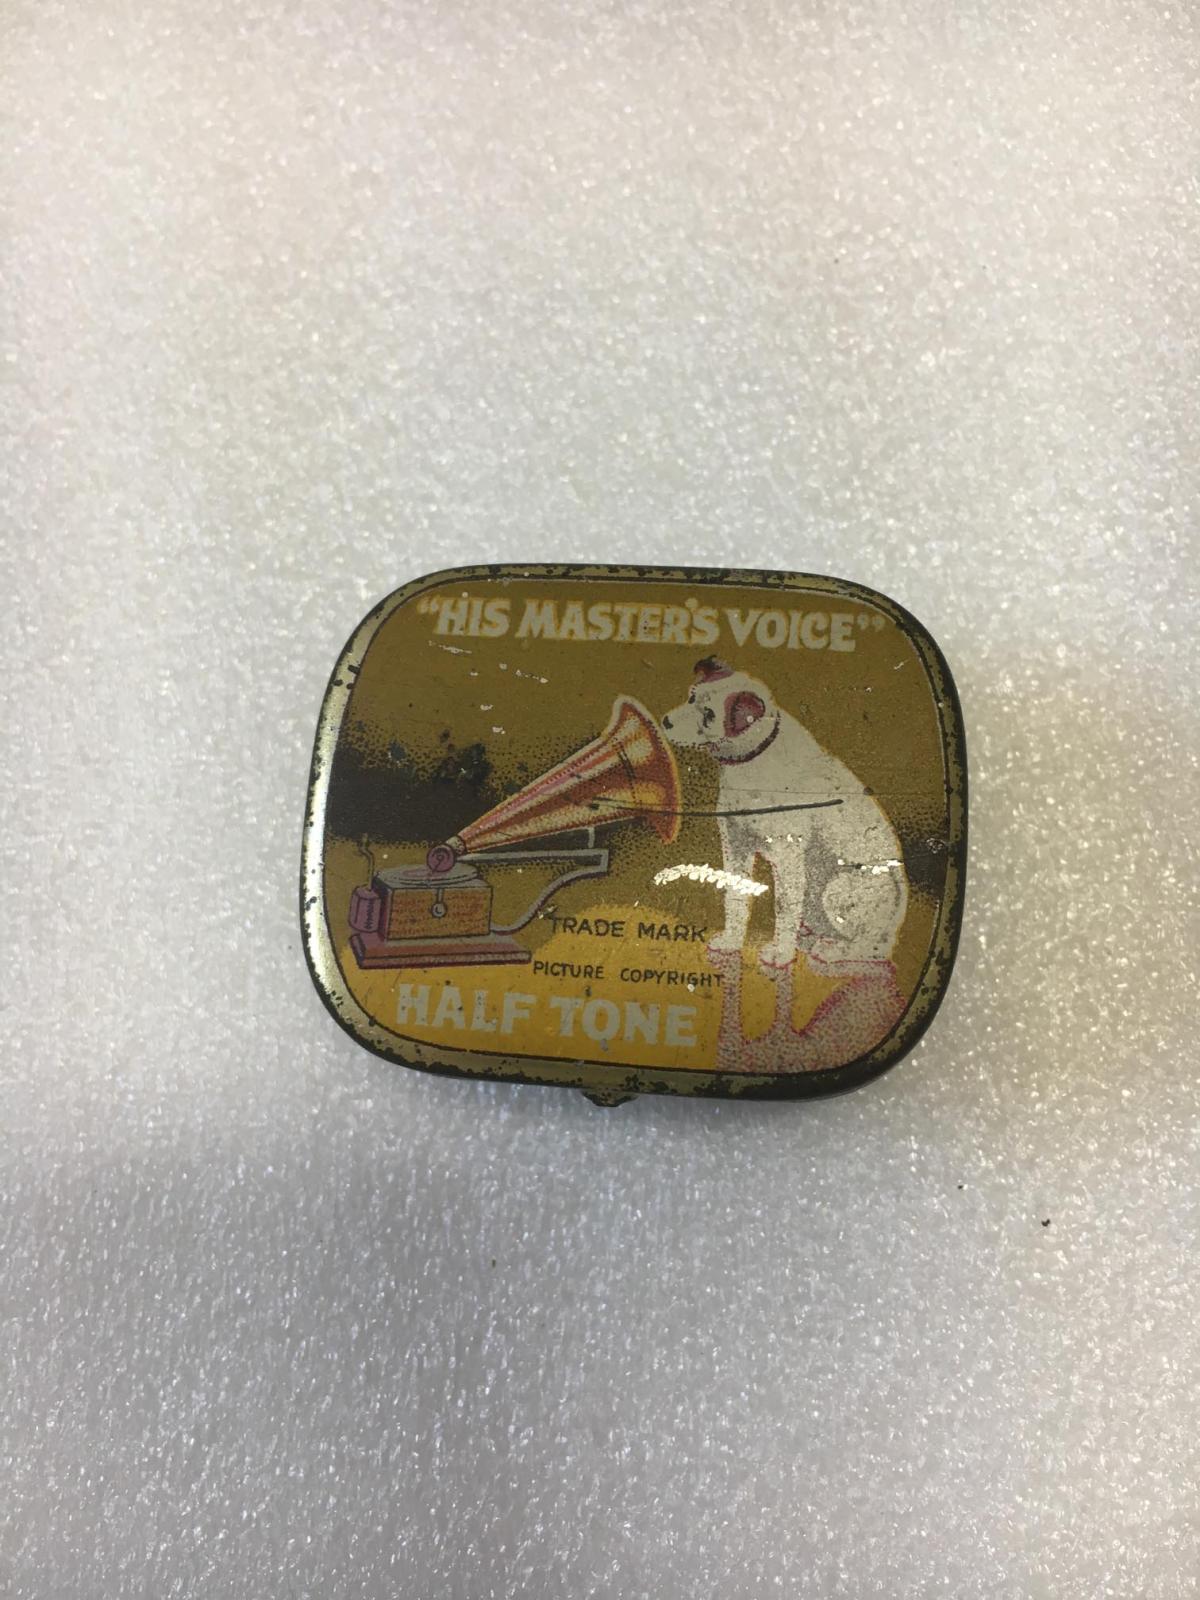 “HIS MASTER'S VOICE”
TRADE MARK
PICTURE COPYRIGHT
HALF TONE